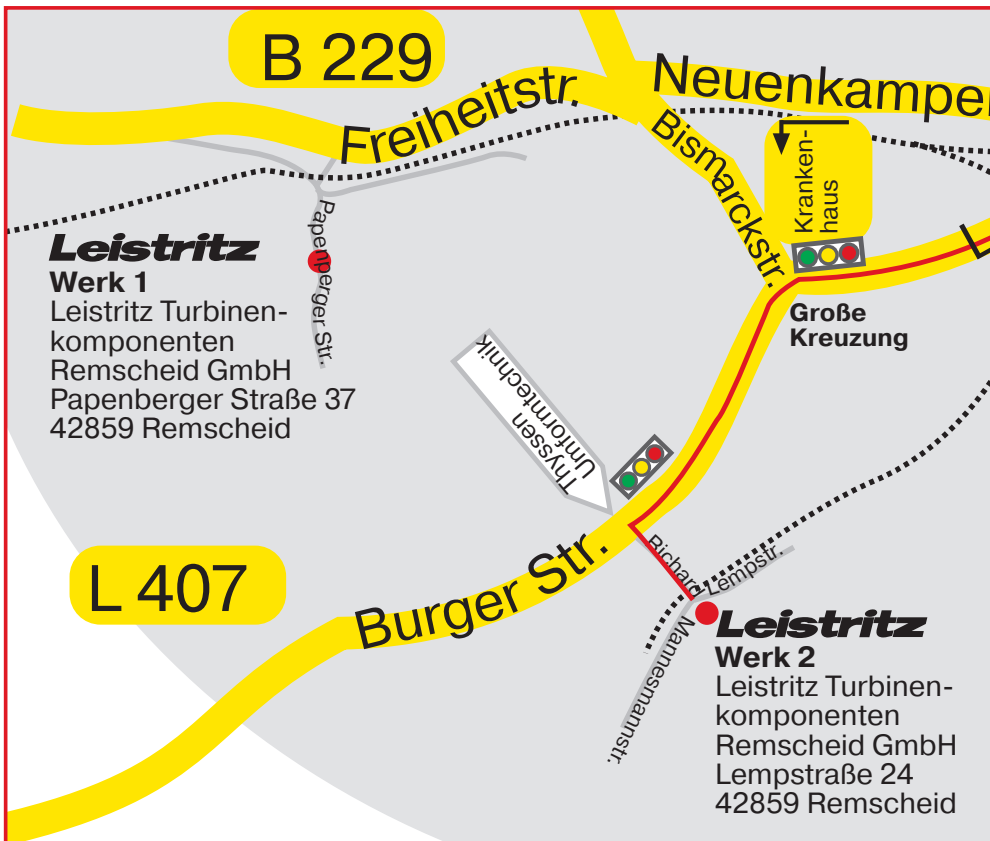 B 229
Freiheitstr.
Neuenkamper
Bismarckstr.
Kranken-
haus
Papenperger Str.
Leistritz
Werk 1
Leistritz Turbinen-
komponenten
Remscheid GmbH
Papenberger Straße 37
42859 Remscheid
Große
Kreuzung
Thyssen
Umformtechnik
L 407
Burger Str.
Richard-Lempstr.
Mannesmannstr.
Leistritz
Werk 2
Leistritz Turbinen-
komponenten
Remscheid GmbH
Lempstraße 24
42859 Remscheid